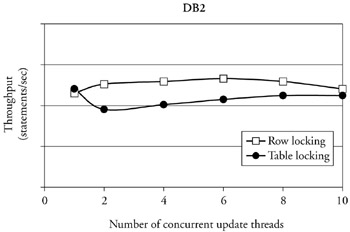 DB2
Throughput
(statements/sec)
Row locking
Table locking
0 2 4 6 8 10
Number of concurrent update threads